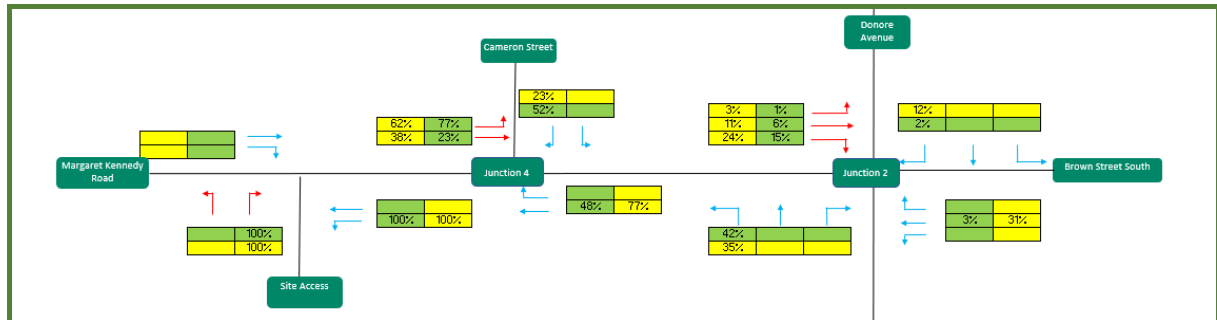 Donore
Avenue
Cameron Street
23%
52%
62% 77%
38% 23%
3% 1%
11% 6%
24% 15%
12%
2%
Margaret Kennedy
Road
Junction 4
Junction 2
Brown Street South
48% 77%
100% 100%
3% 31%
100%
100%
42%
35%
Site Access